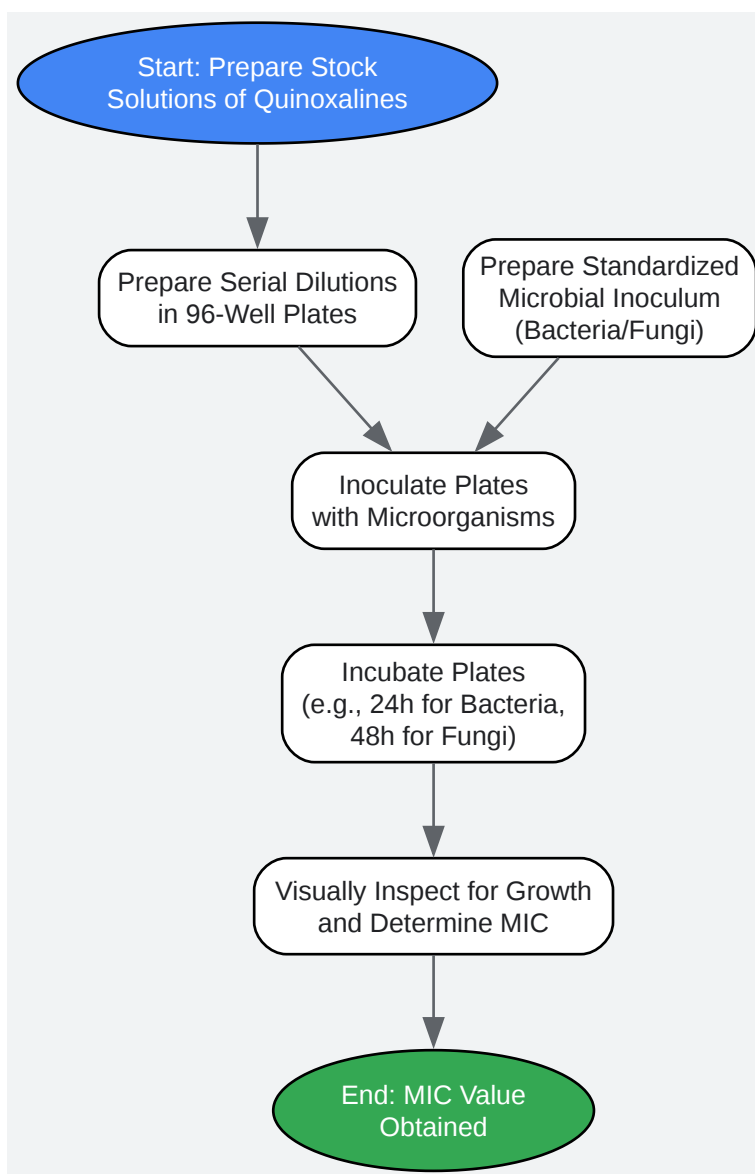 Start: Prepare Stock
Solutions of Quinoxalines
Prepare Serial Dilutions
in 96-Well Plates
Prepare Standardized
Microbial Inoculum
(Bacteria/Fungi)
Inoculate Plates
with Microorganisms
Incubate Plates
(e.g., 24h for Bacteria,
48h for Fungi)
Visually Inspect for Growth
and Determine MIC
End: MIC Value
Obtained